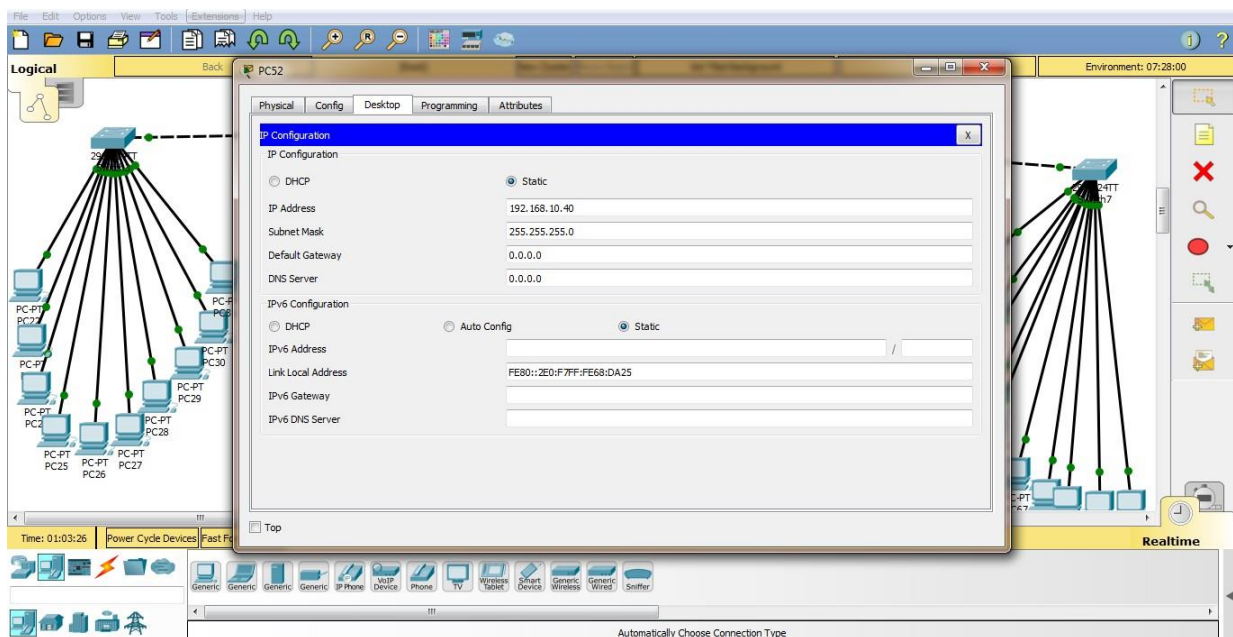 File Edit Options View Tools Extensions Help
Logical
Back
Environment: 07:28:00
PC52
Physical Config Desktop Programming Attributes
IP Configuration
X
IP Configuration
DHCP Static
IP Address 192.168.10.40
Subnet Mask 255.255.255.0
Default Gateway 0.0.0.0
DNS Server 0.0.0.0
IPv6 Configuration
DHCP Auto Config Static
IPv6 Address /
Link Local Address FE80::2E0:F7FF:FE68:DA25
IPv6 Gateway
IPv6 DNS Server
Top
PC-PT
PC30
PC-PT
PC29
PC-PT
PC28
PC-PT
PC25
PC-PT
PC26
PC-PT
PC27
Time: 01:03:26 Power Cycle Devices
Realtime
Generic Generic Generic Generic IP Phone VoIP Device Phone TV Wireless Tablet Smart Device Generic Wireless Generic Wired Sniffer
Automatically Choose Connection Type